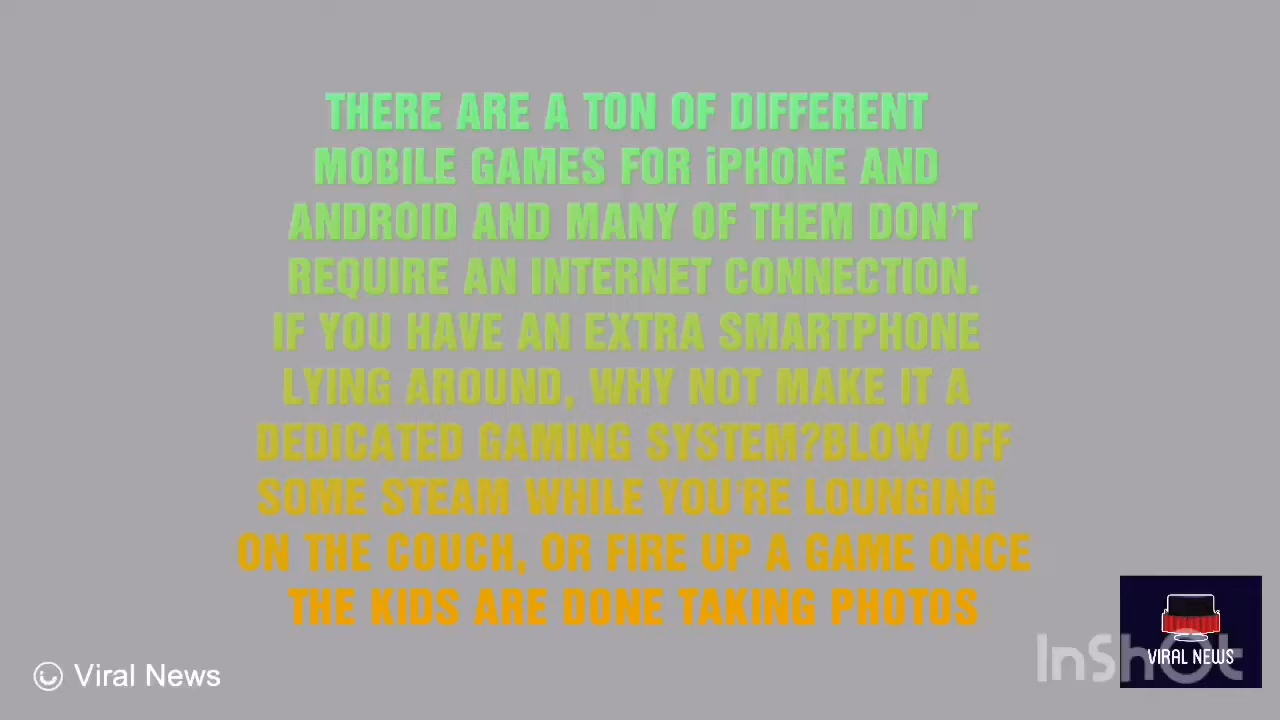 THERE ARE A TON OF DIFFERENT
MOBILE GAMES FOR iPHONE AND
ANDROID AND MANY OF THEM DON'T
REQUIRE AN INTERNET CONNECTION.
IF YOU HAVE AN EXTRA SMARTPHONE
LYING AROUND, WHY NOT MAKE IT A
DEDICATED GAMING SYSTEM?BLOW OFF
SOME STEAM WHILE YOU'RE LOUNGING
ON THE COUCH, OR FIRE UP A GAME ONCE
THE KIDS ARE DONE TAKING PHOTOS
Viral News
InShOt
VIRAL NEWS